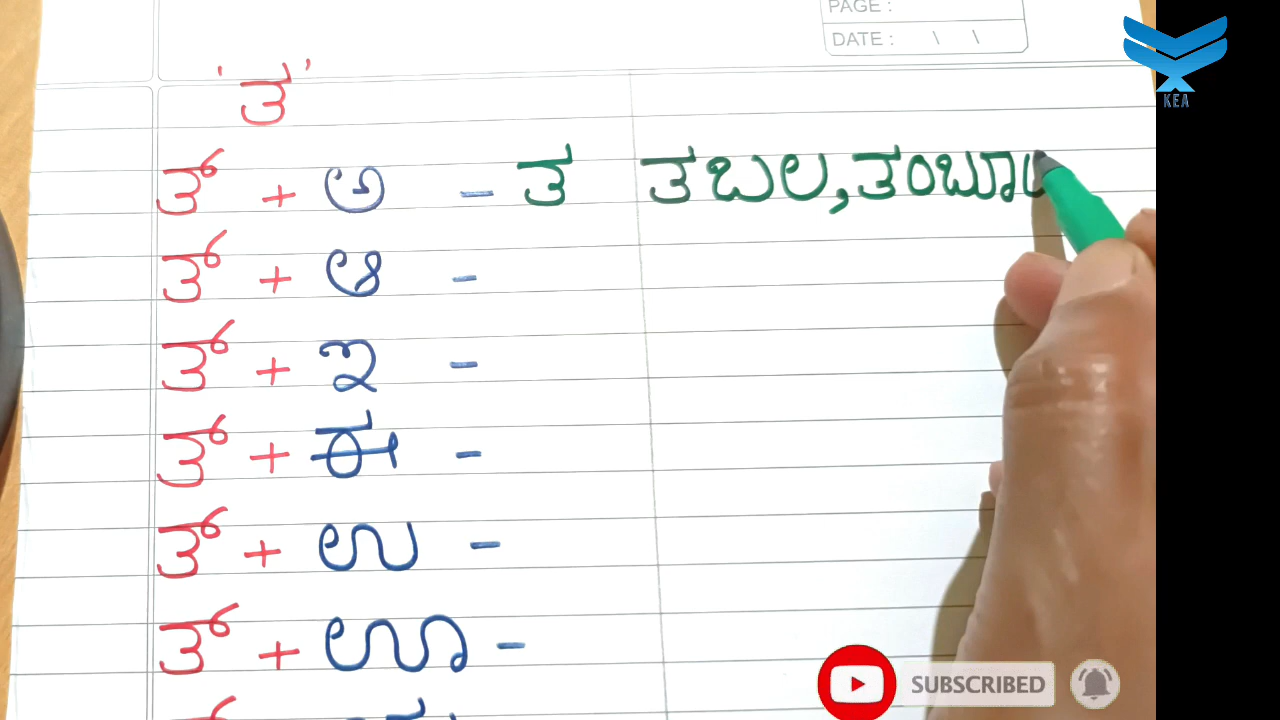 PAGE :
DATE : \ \
KEA
'ತ'
ತ್ + ಅ - ತ ತಬಲ, ತಂಬೂ
ತ್ + ಆ -
ತ್ + ಇ -
ತ್ + ಈ -
ತ್ + ಉ -
ತ್ + ಊ -
SUBSCRIBED